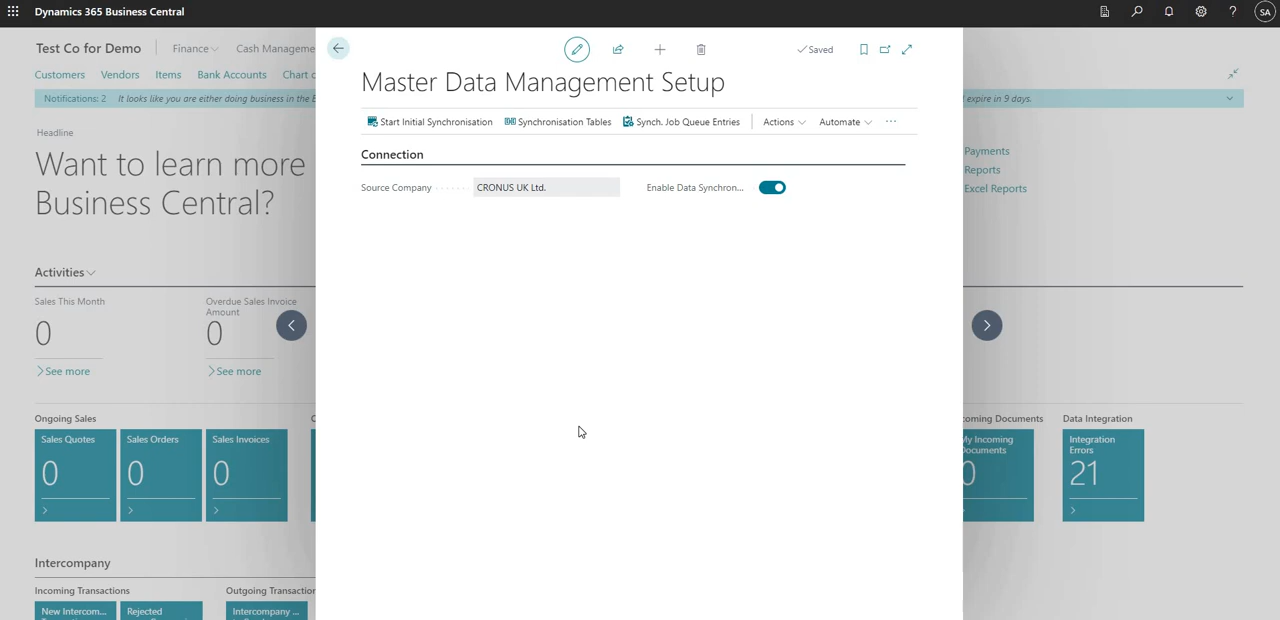 Dynamics 365 Business Central
SA
Test Co for Demo
Finance
Cash Manageme
Customers
Vendors
Items
Bank Accounts
Chart o
Notifications: 2 It looks like you are either doing business in the E
l expire in 9 days.
Headline
Want to learn more
Business Central?
Payments
Reports
Excel Reports
Saved
Master Data Management Setup
Start Initial Synchronisation
Synchronisation Tables
Synch. Job Queue Entries
Actions
Automate
Connection
Source Company
CRONUS UK Ltd.
Enable Data Synchron...
Activities
Sales This Month
0
See more
Overdue Sales Invoice
Amount
0
See more
Ongoing Sales
Sales Quotes
0
Sales Orders
0
Sales Invoices
0
coming Documents
My Incoming
Documents
0
Data Integration
Integration
Errors
21
Intercompany
Incoming Transactions
Outgoing Transaction
New Intercom...
Rejected
Intercompany ...